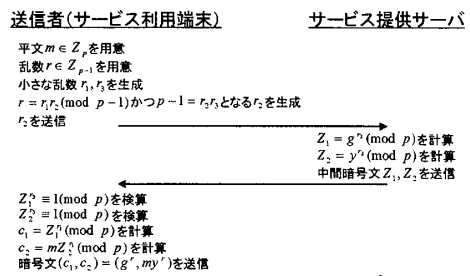 送信者(サービス利用端末) サービス提供サーバ
平文m ∈ Z_pを用意
乱数r ∈ Z_{p-1}を用意
小さな乱数r_1, r_3を生成
r = r_1r_2(mod p-1)かつp-1 = r_2r_3となるr_2を生成
r_2を送信
Z_1 = g^{r_2}(mod p)を計算
Z_2 = y^{r_2}(mod p)を計算
中間暗号文Z_1, Z_2を送信
Z_1^{r_3} ≡ 1(mod p)を検算
Z_2^{r_3} ≡ 1(mod p)を検算
c_1 = Z_1^{r_1}(mod p)を計算
c_2 = mZ_2^{r_1}(mod p)を計算
暗号文(c_1, c_2) = (g^r, my^r)を送信